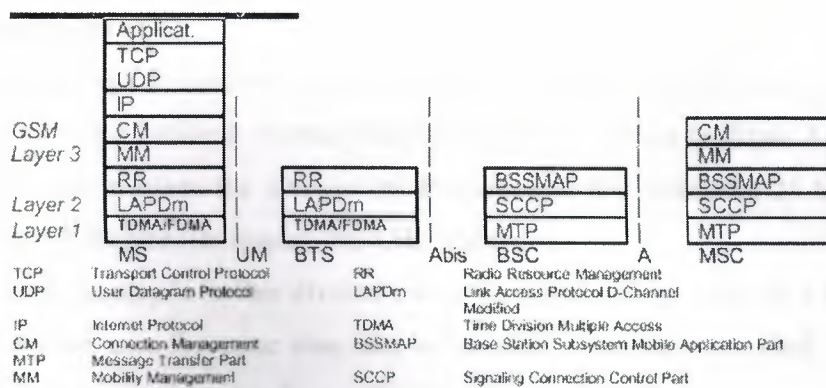 Applicat.
TCP
UDP
IP
GSM CM CM
Layer 3 MM MM
RR RR BSSMAP BSSMAP
Layer 2 LAPDm LAPDm SCCP SCCP
Layer 1 TDMA/FDMA TDMA/FDMA MTP MTP
MS UM BTS Abis BSC A MSC
TCP Transport Control Protocol RR Radio Resource Management
UDP User Datagram Protocol LAPDm Link Access Protocol D-Channel
Modified
IP Internet Protocol TDMA Time Division Multiple Access
CM Connection Management BSSMAP Base Station Subsystem Mobile Application Part
MTP Message Transfer Part
MM Mobility Management SCCP Signaling Connection Control Part